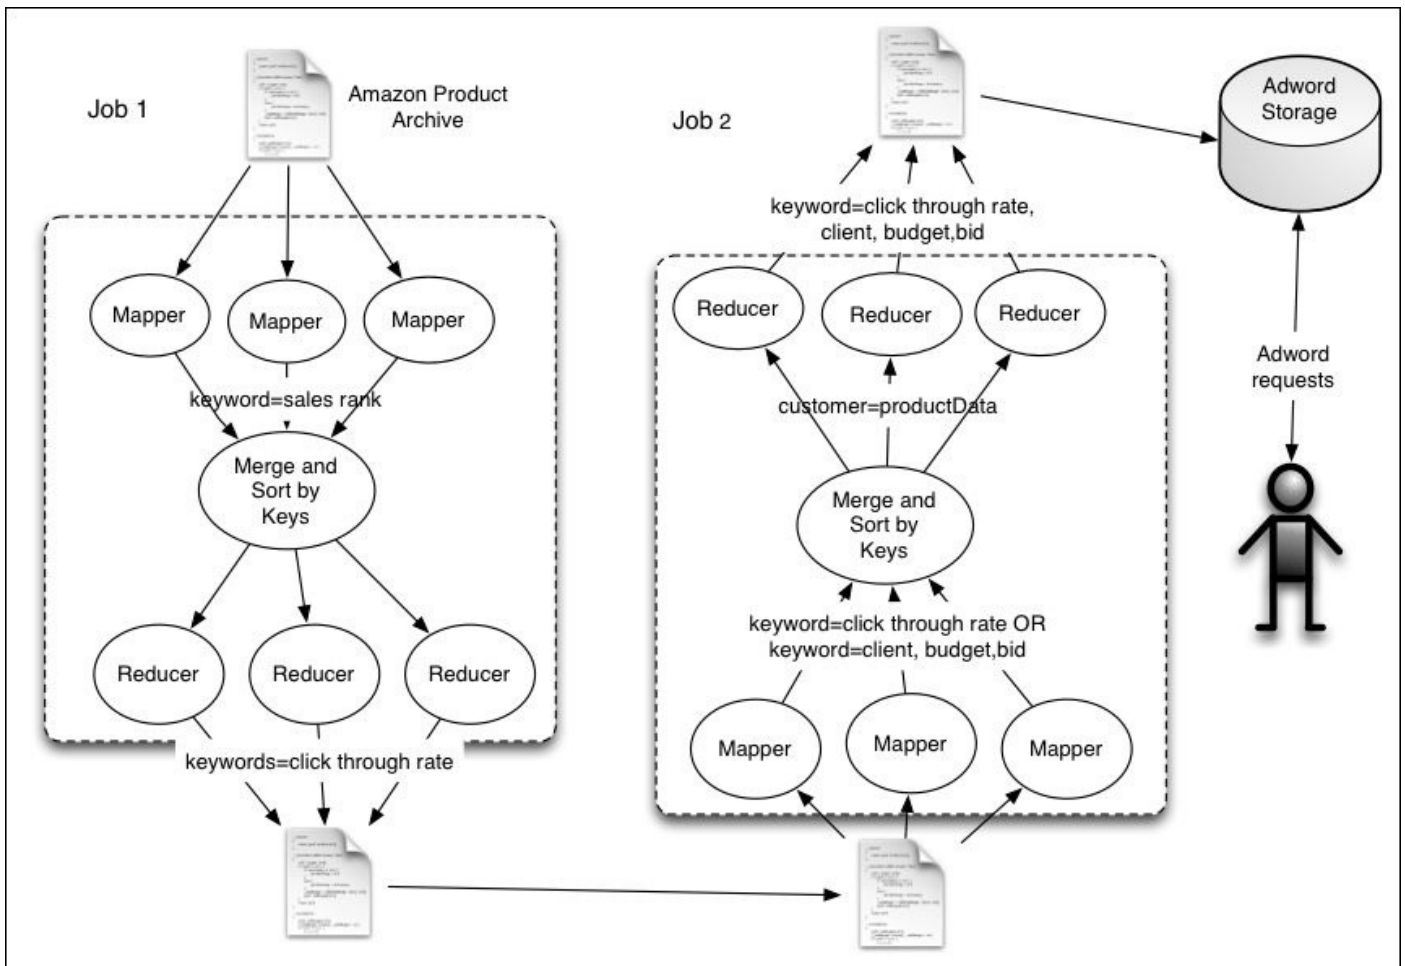 Job 1
Amazon Product
Archive
Mapper
Mapper
Mapper
keyword=sales rank
Merge and
Sort by
Keys
Reducer
Reducer
Reducer
keywords=click through rate
Job 2
keyword=click through rate,
client, budget,bid
Reducer
Reducer
Reducer
customer=productData
Merge and
Sort by
Keys
keyword=click through rate OR
keyword=client, budget,bid
Mapper
Mapper
Mapper
Adword
Storage
Adword
requests